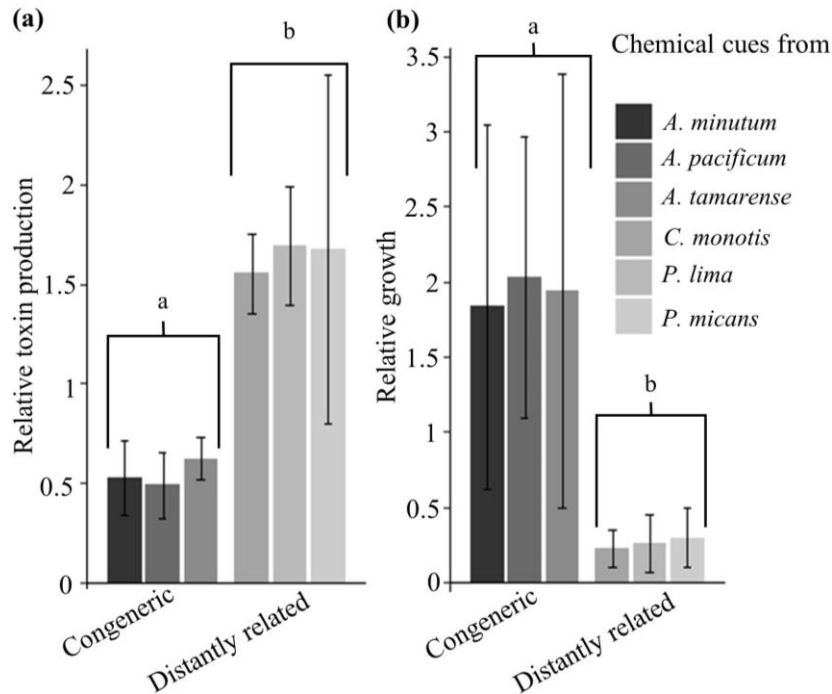 (a)
b
2.5
2
1.5
1
0.5
0
a
Relative toxin production
Congeneric
Distantly related
(b)
a
3.5
3
2.5
2
1.5
1
0.5
0
b
Relative growth
Congeneric
Distantly related
Chemical cues from
A. minutum
A. pacificum
A. tamarense
C. monotis
P. lima
P. micans